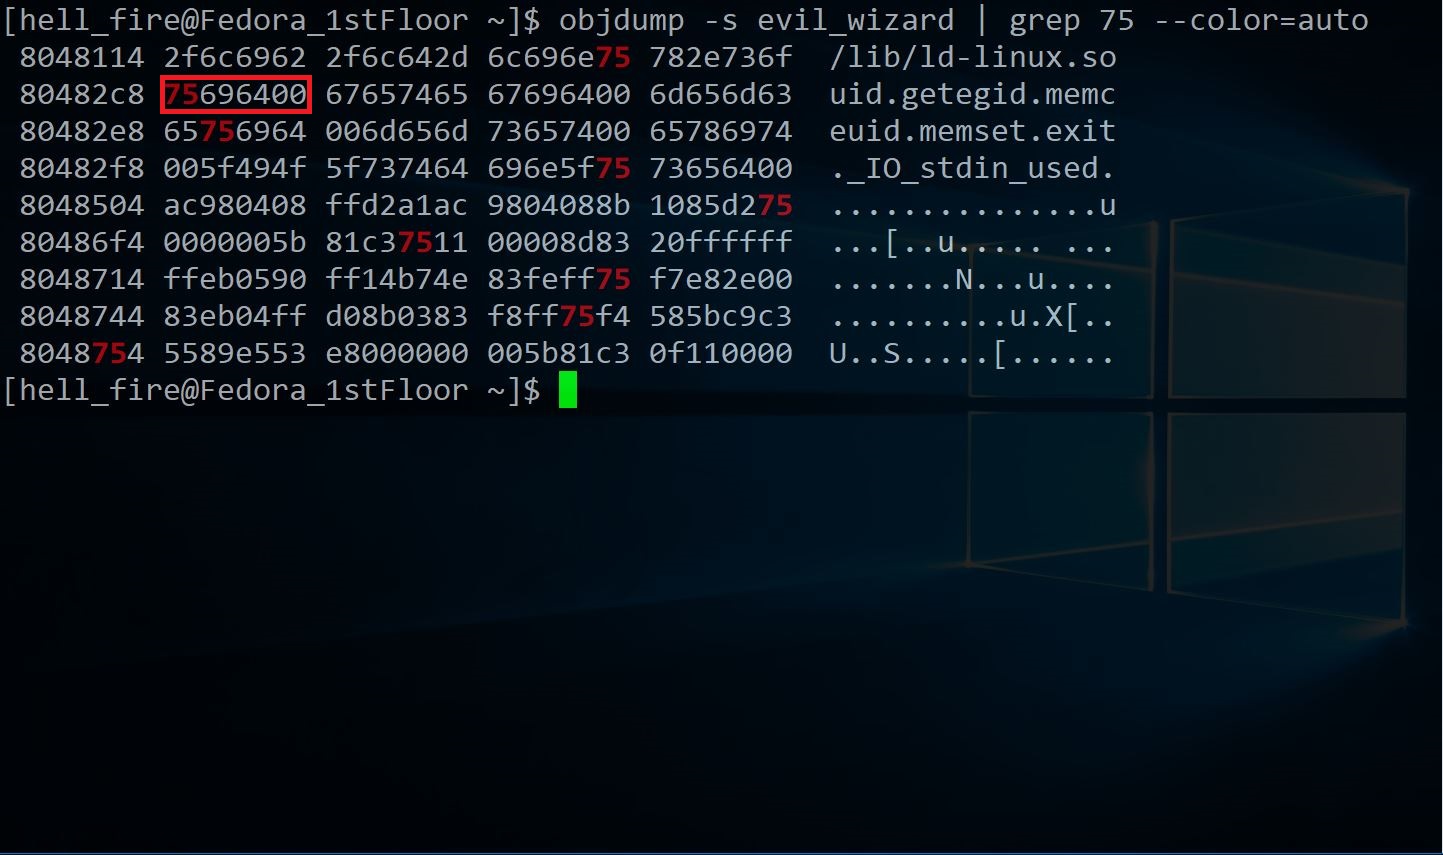 [hell_fire@Fedora_1stFloor ~]$ objdump -s evil_wizard | grep 75 --color=auto
 8048114 2f6c6962 2f6c642d 6c696e75 782e736f  /lib/ld-linux.so
 80482c8 75696400 67657465 67696400 6d656d63  uid.getegid.memc
 80482e8 65756964 006d656d 73657400 65786974  euid.memset.exit
 80482f8 005f494f 5f737464 696e5f75 73656400  ._IO_stdin_used.
 8048504 ac980408 ffd2a1ac 9804088b 1085d275  ...............u
 80486f4 0000005b 81c37511 00008d83 20ffffff  ...[..u..... ...
 8048714 ffeb0590 ff14b74e 83feff75 f7e82e00  .......N...u....
 8048744 83eb04ff d08b0383 f8ff75f4 585bc9c3  ..........u.X[..
 8048754 5589e553 e8000000 005b81c3 0f110000  U..S.....[......
[hell_fire@Fedora_1stFloor ~]$